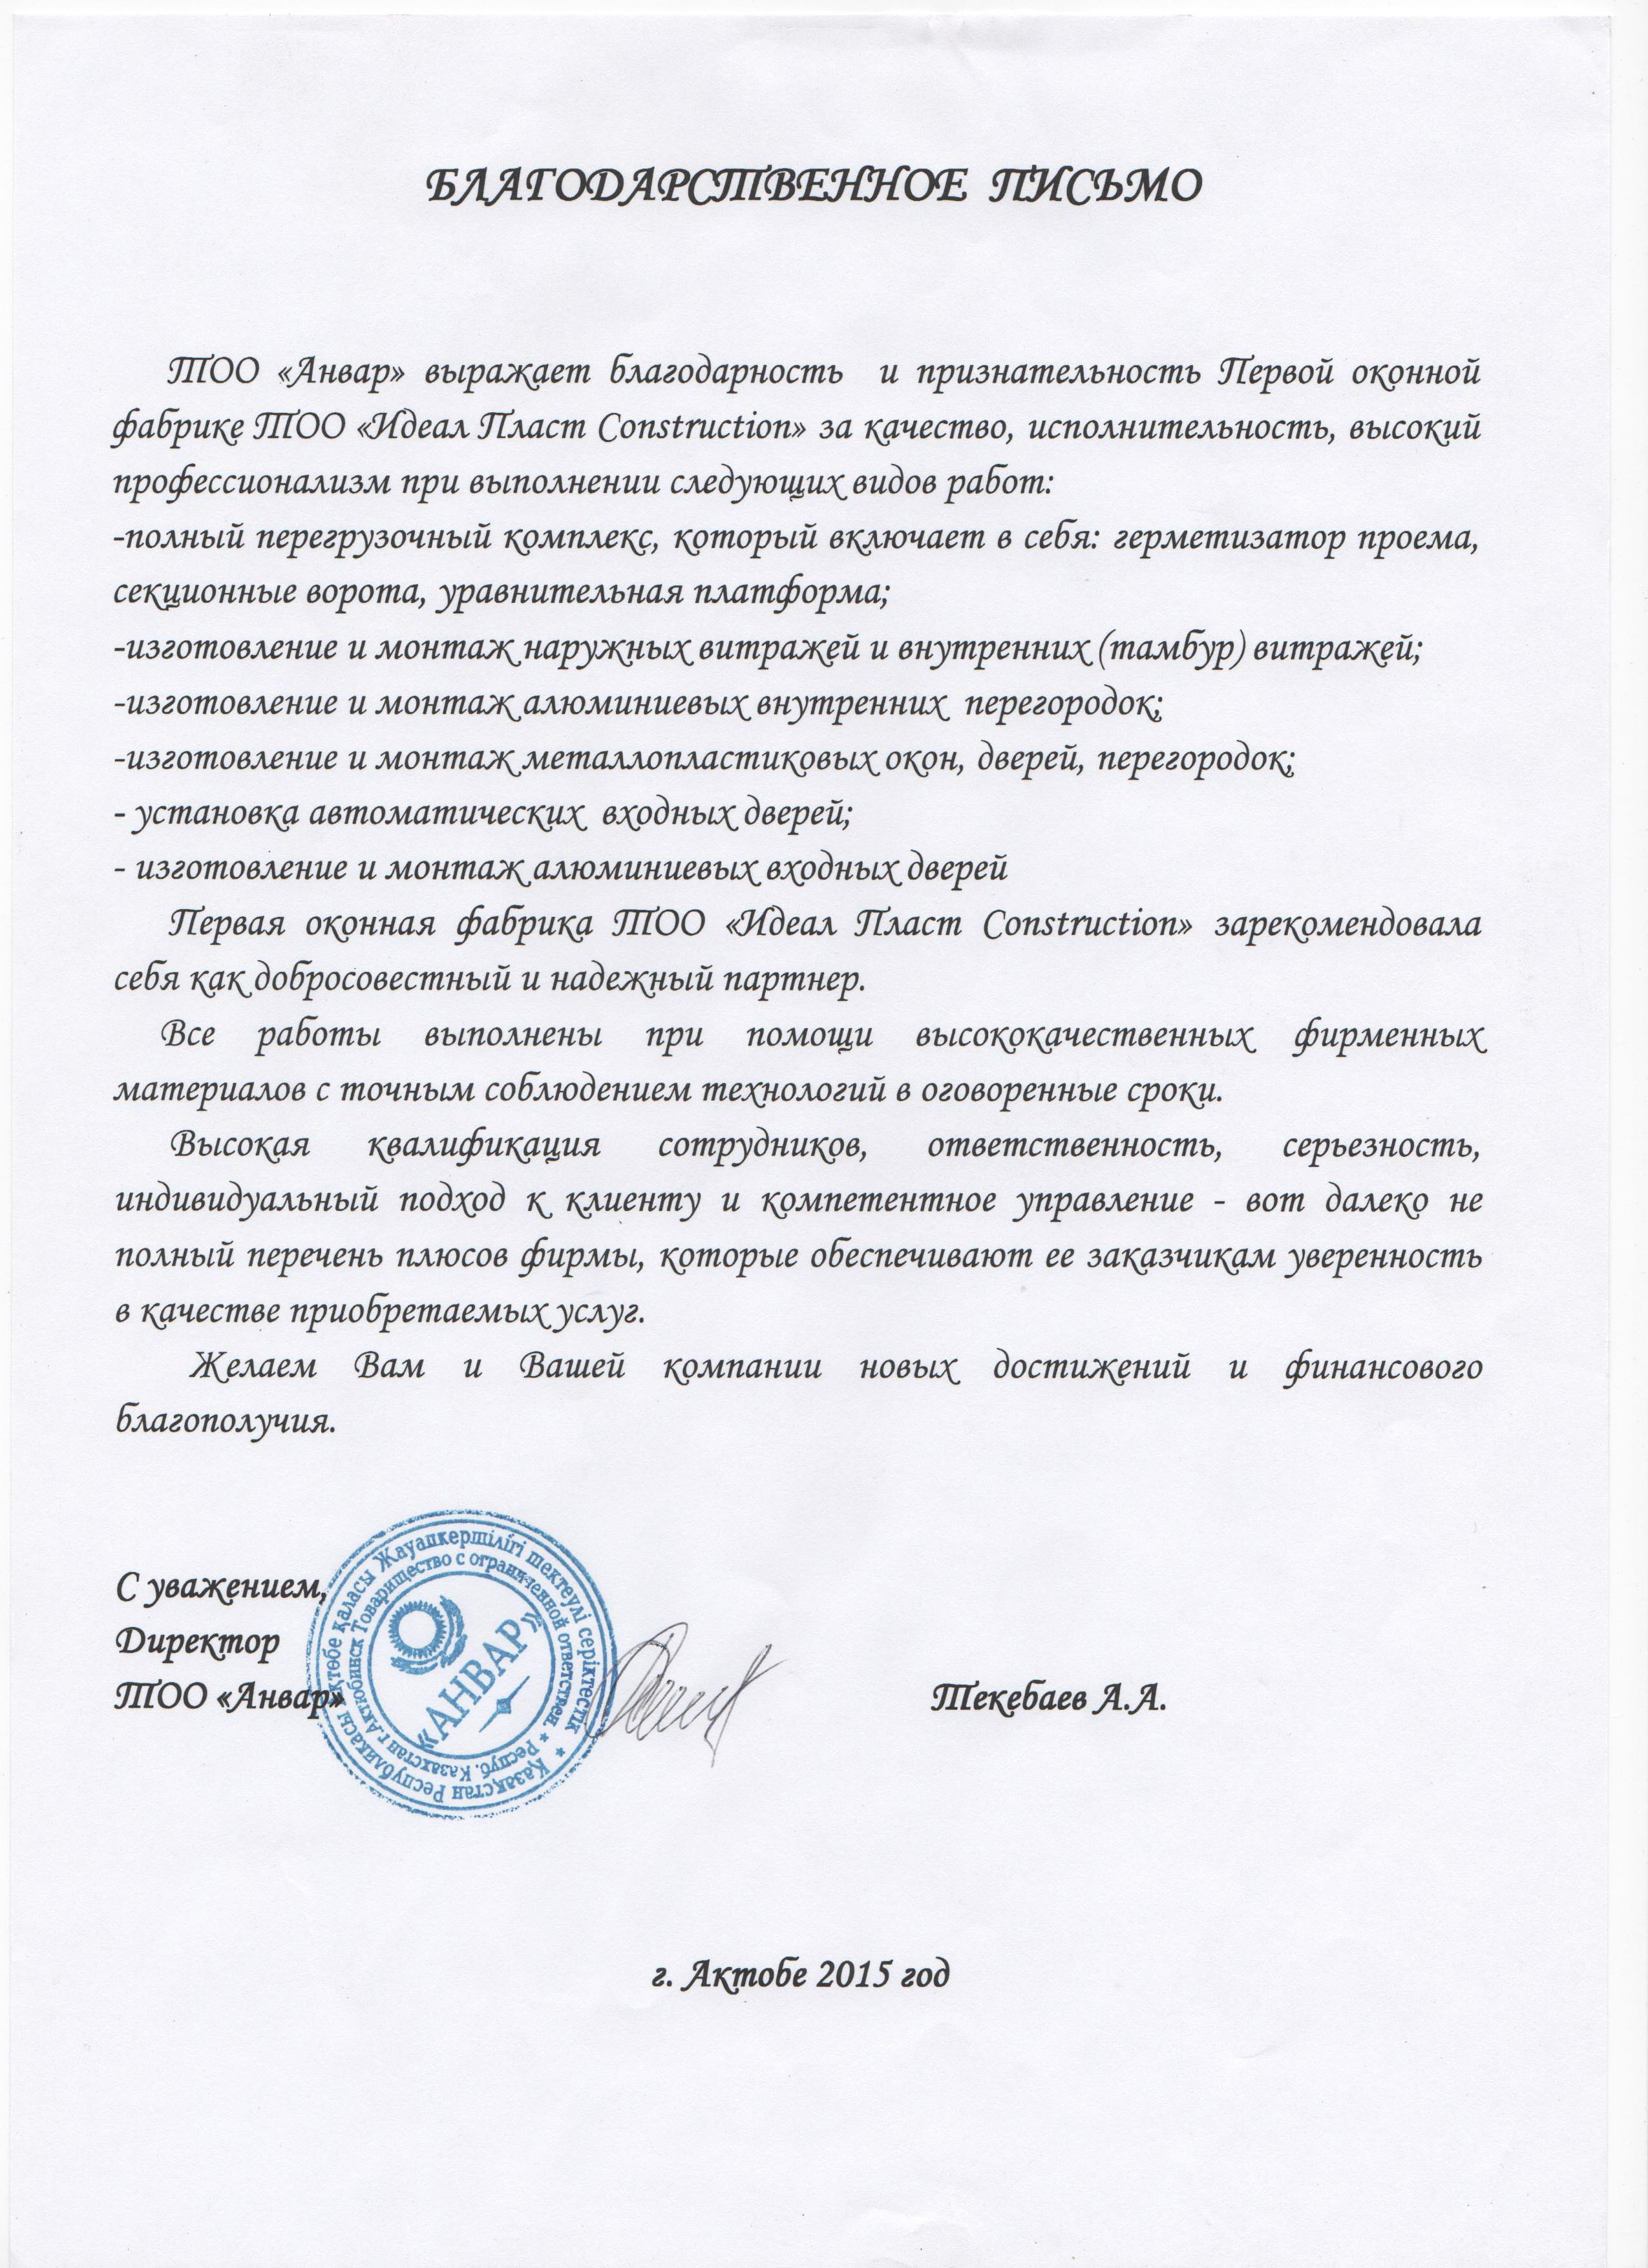 БЛАГОДАРСТВЕННОЕ ПИСЬМО
ТОО «Анвар» выражает благодарность и признательность Первой оконной
фабрике ТОО «Идеал Пласт Construction» за качество, исполнительность, высокий
профессионализм при выполнении следующих видов работ:
-полный перегрузочный комплекс, который включает в себя: герметизатор проема,
секционные ворота, уравнительная платформа;
-изготовление и монтаж наружных витражей и внутренних (тамбур) витражей;
-изготовление и монтаж алюминиевых внутренних перегородок;
-изготовление и монтаж металлопластиковых окон, дверей, перегородок;
- установка автоматических входных дверей;
- изготовление и монтаж алюминиевых входных дверей
Первая оконная фабрика ТОО «Идеал Пласт Construction» зарекомендовала
себя как добросовестный и надежный партнер.
Все работы выполнены при помощи высококачественных фирменных
материалов с точным соблюдением технологий в оговоренные сроки.
Высокая квалификация сотрудников, ответственность, серьезность,
индивидуальный подход к клиенту и компетентное управление - вот далеко не
полный перечень плюсов фирмы, которые обеспечивают ее заказчикам уверенность
в качестве приобретаемых услуг.
Желаем Вам и Вашей компании новых достижений и финансового
благополучия.
С уважением,
Директор
ТОО «Анвар»
Текебаев А.А.
Қазақстан Республикасы қаласы Жауапкершілігі шектеулі серіктестік
Респуб. Казахстан г.Актюбинск Товарищество с ограниченной ответствен.
«АНВАР»
г. Актобе 2015 год